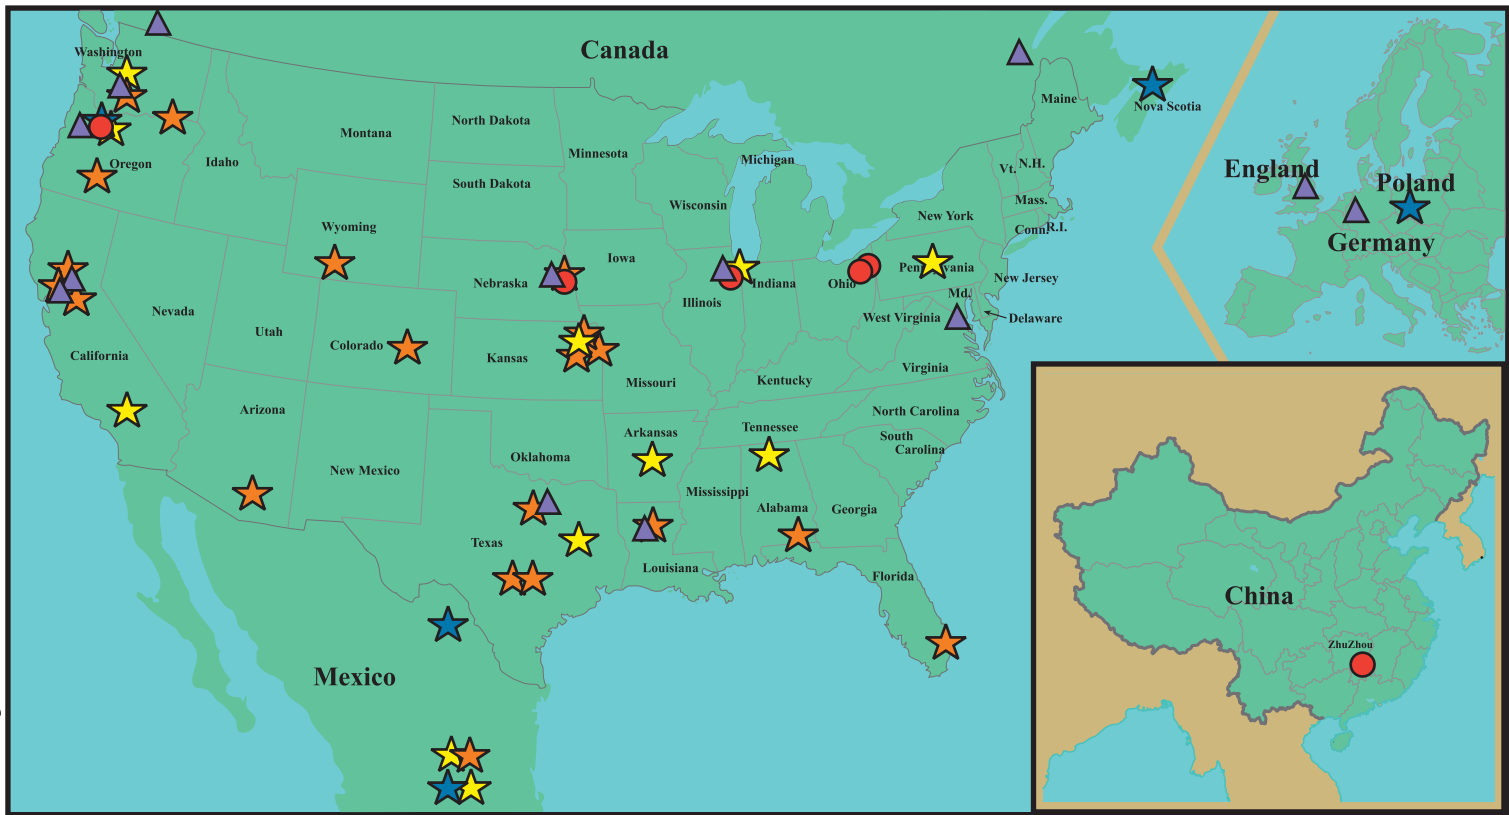 Canada
Washington
Maine
Nova Scotia
Montana
North Dakota
Minnesota
Michigan
Vt.
N.H.
Oregon
Idaho
South Dakota
Wisconsin
New York
Mass.
Conn.
R.I.
England
Poland
Germany
Wyoming
Iowa
Nebraska
Illinois
Indiana
Ohio
New Jersey
Md.
Delaware
West Virginia
Nevada
Utah
Colorado
Kansas
Missouri
Kentucky
Virginia
California
Arizona
New Mexico
Oklahoma
Arkansas
Tennessee
North Carolina
South
Carolina
Mississippi
Alabama
Georgia
Texas
Louisiana
Florida
Mexico
China
ZhuZhou